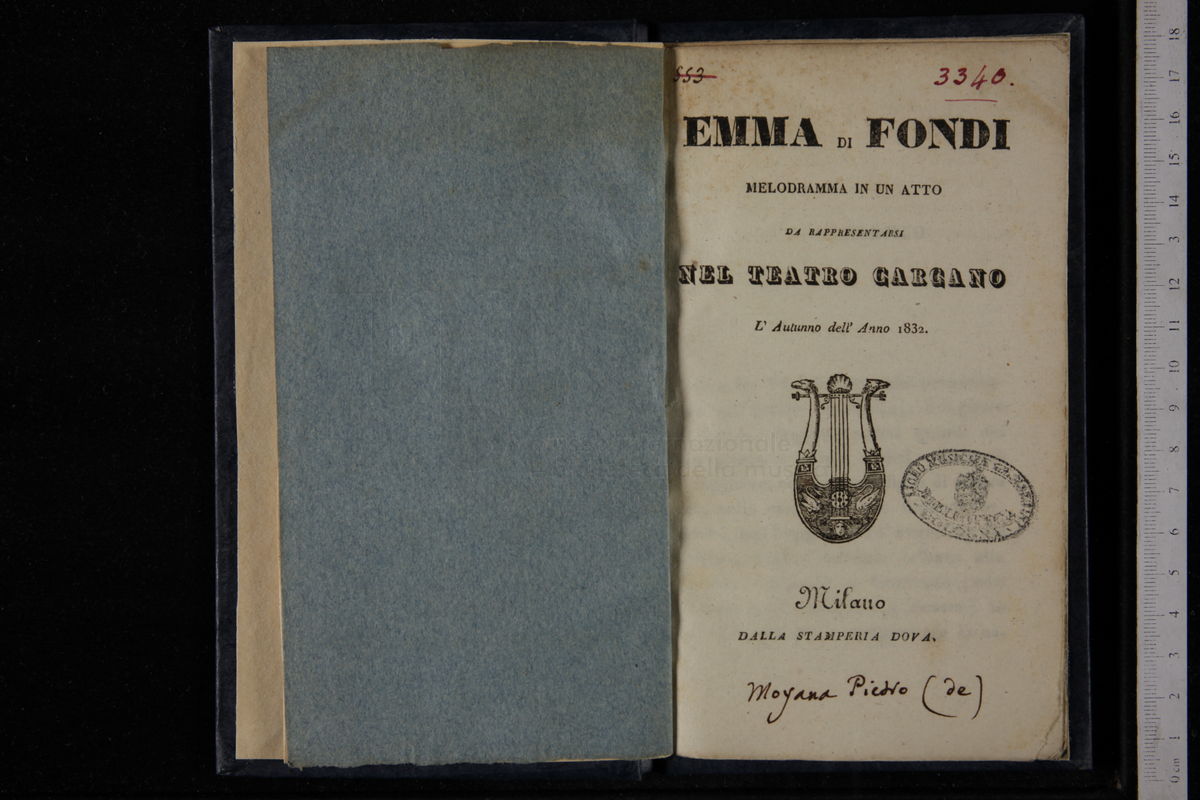 553
3340.
EMMA DI FONDI
MELODRAMMA IN UN ATTO
DA RAPPRESENTARSI
NEL TEATRO CARCANO
L' Autunno dell' Anno 1832.
Milano
DALLA STAMPERIA DOVA.
Moyana Piedro (de)